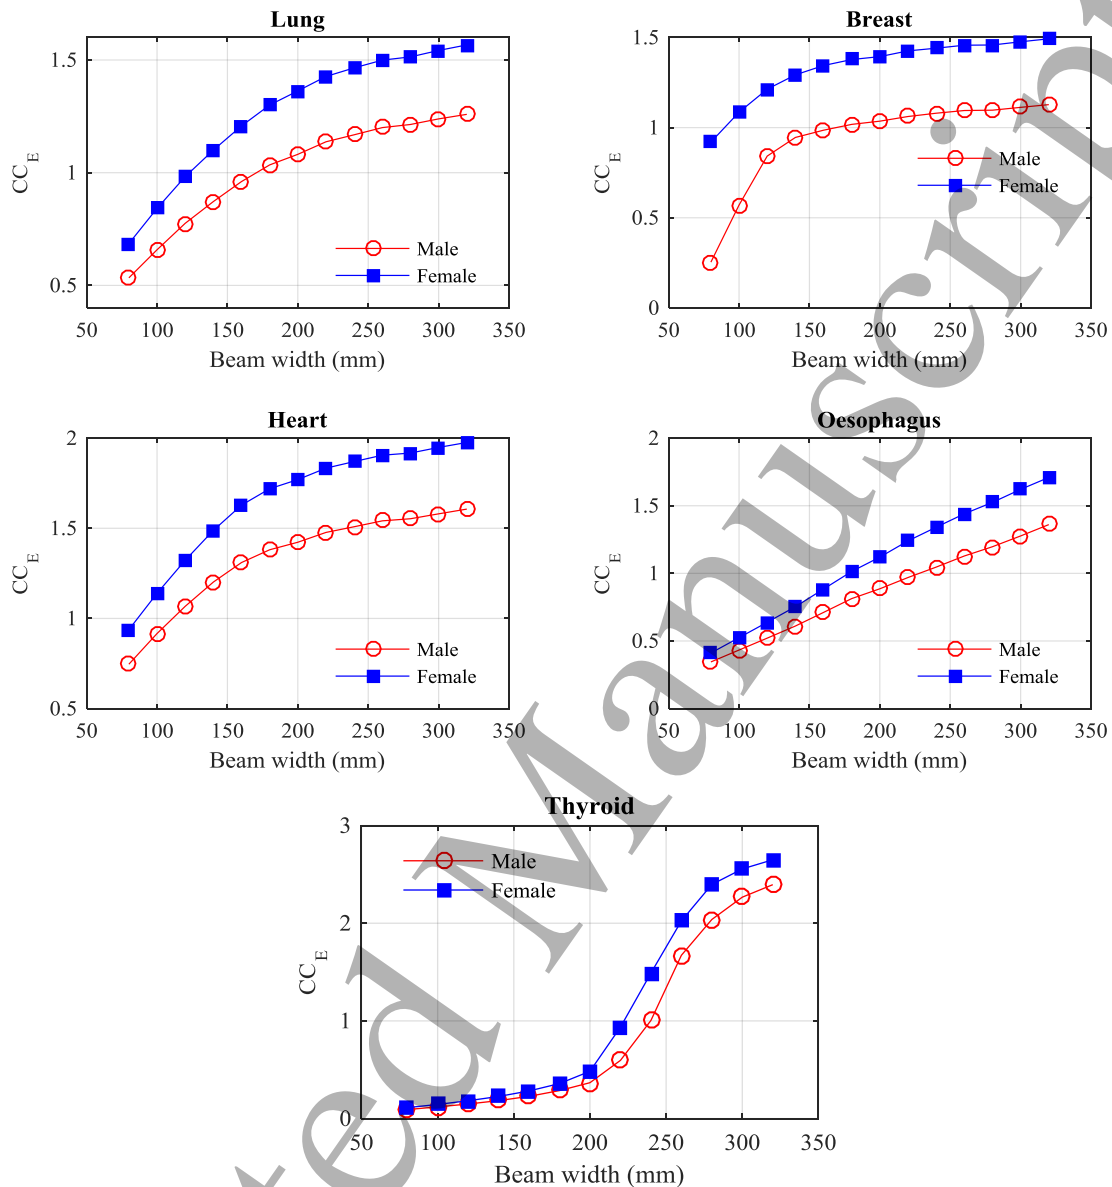 Lung
CC_E
1.5
1
0.5
50 100 150 200 250 300 350
Beam width (mm)
Male
Female
Breast
CC_E
1.5
1
0.5
0
50 100 150 200 250 300 350
Beam width (mm)
Male
Female
Heart
CC_E
2
1.5
1
0.5
50 100 150 200 250 300 350
Beam width (mm)
Male
Female
Oesophagus
CC_E
2
1.5
1
0.5
0
50 100 150 200 250 300 350
Beam width (mm)
Male
Female
Thyroid
CC_E
3
2
1
0
50 100 150 200 250 300 350
Beam width (mm)
Male
Female
ted Manuscript